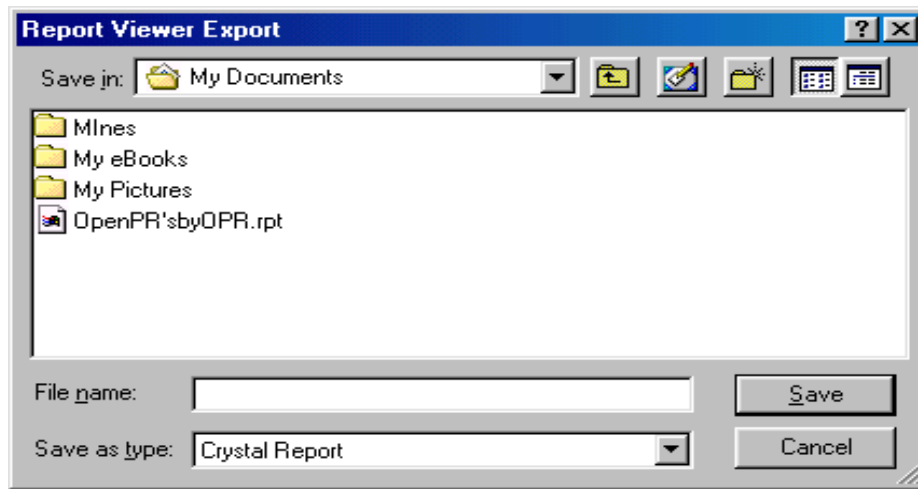 Report Viewer Export
Save in: My Documents
MInes
My eBooks
My Pictures
OpenPR'sbyOPR.rpt
File name: Save
Save as type: Crystal Report Cancel